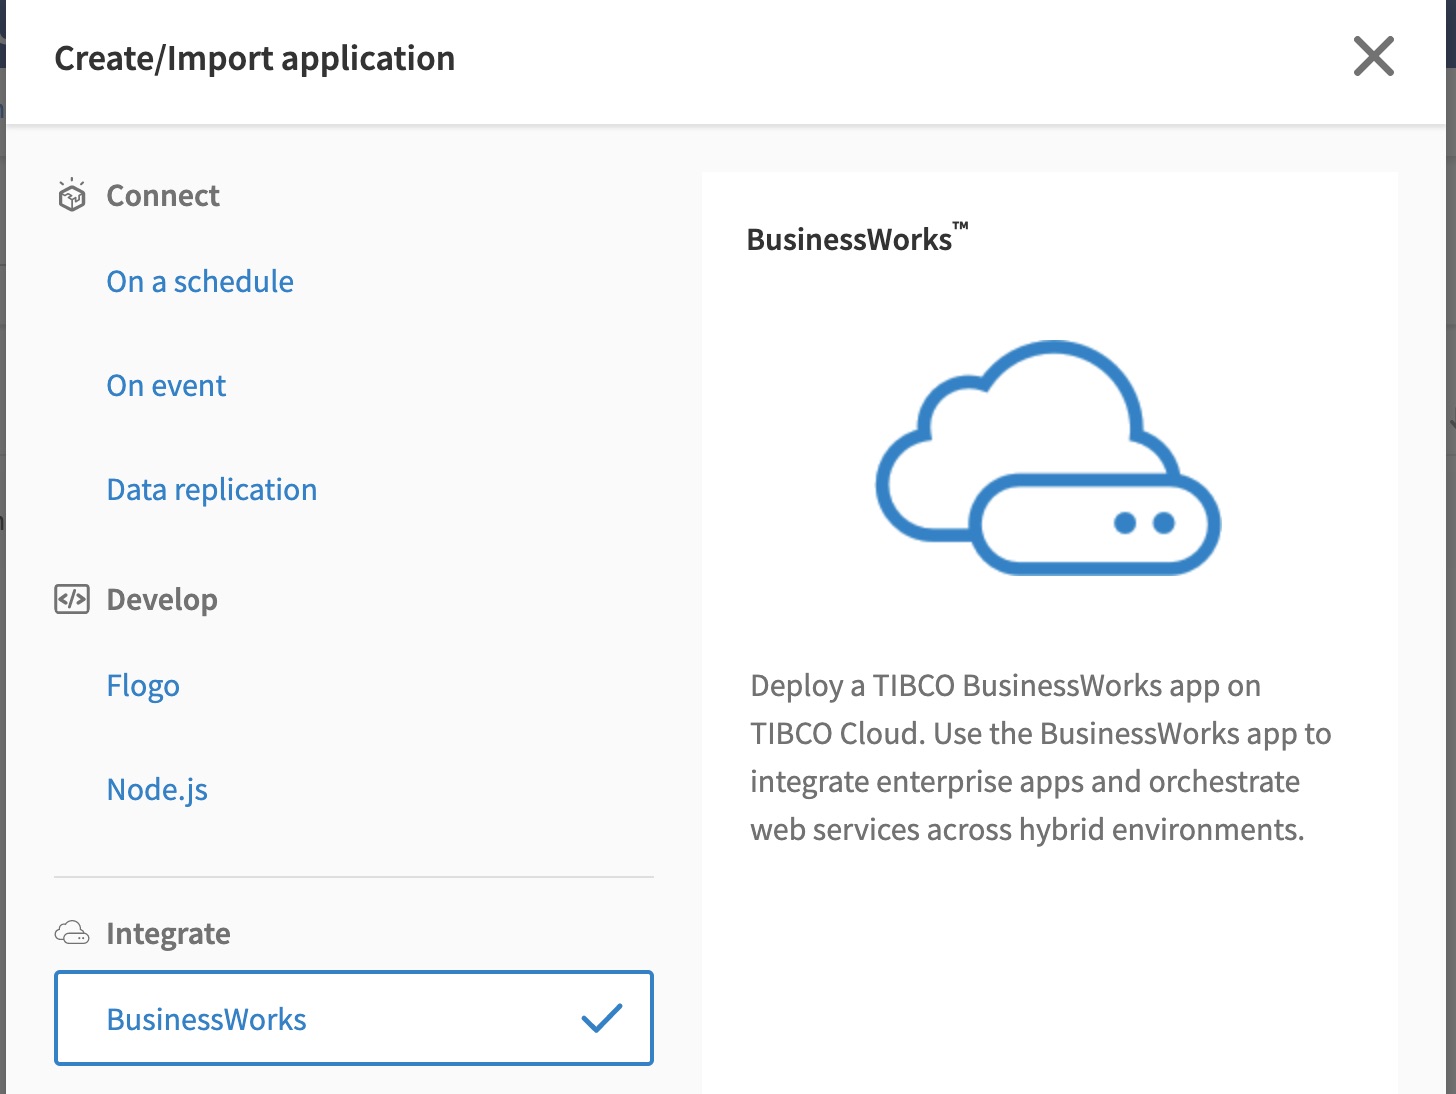 Create/Import application
Connect
On a schedule
On event
Data replication
Develop
Flogo
Node.js
Integrate
BusinessWorks
BusinessWorks™
Deploy a TIBCO BusinessWorks app on
TIBCO Cloud. Use the BusinessWorks app to
integrate enterprise apps and orchestrate
web services across hybrid environments.